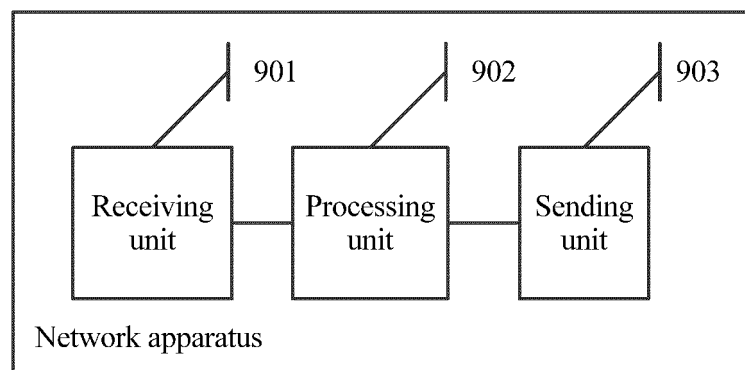 901
902
903
Receiving
unit
Processing
unit
Sending
unit
Network apparatus